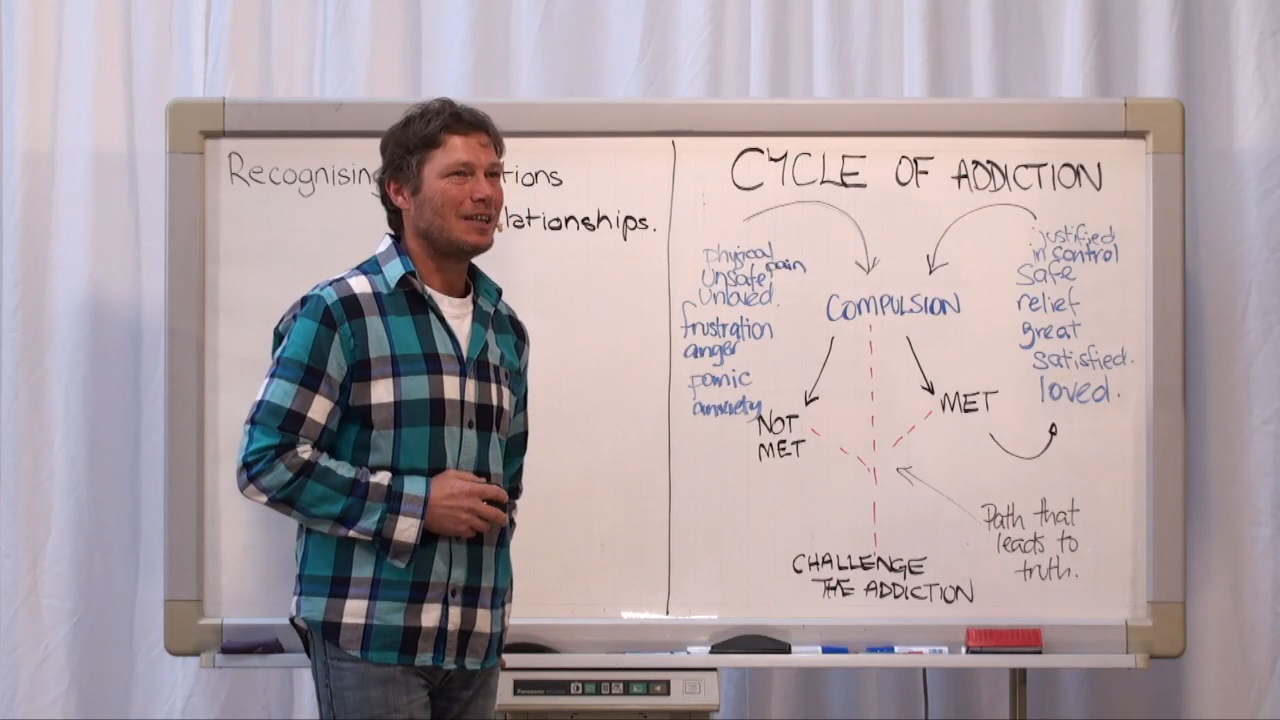 Recognising tions
lationships.
CYCLE OF ADDICTION
physical
pain
unsafe
unloved.
frustration
anger
panic
anxiety
COMPULSION
justified
in control
safe
relief
great
satisfied.
loved.
NOT
MET
MET
Path that
leads to
truth.
CHALLENGE
THE ADDICTION
Panasonic